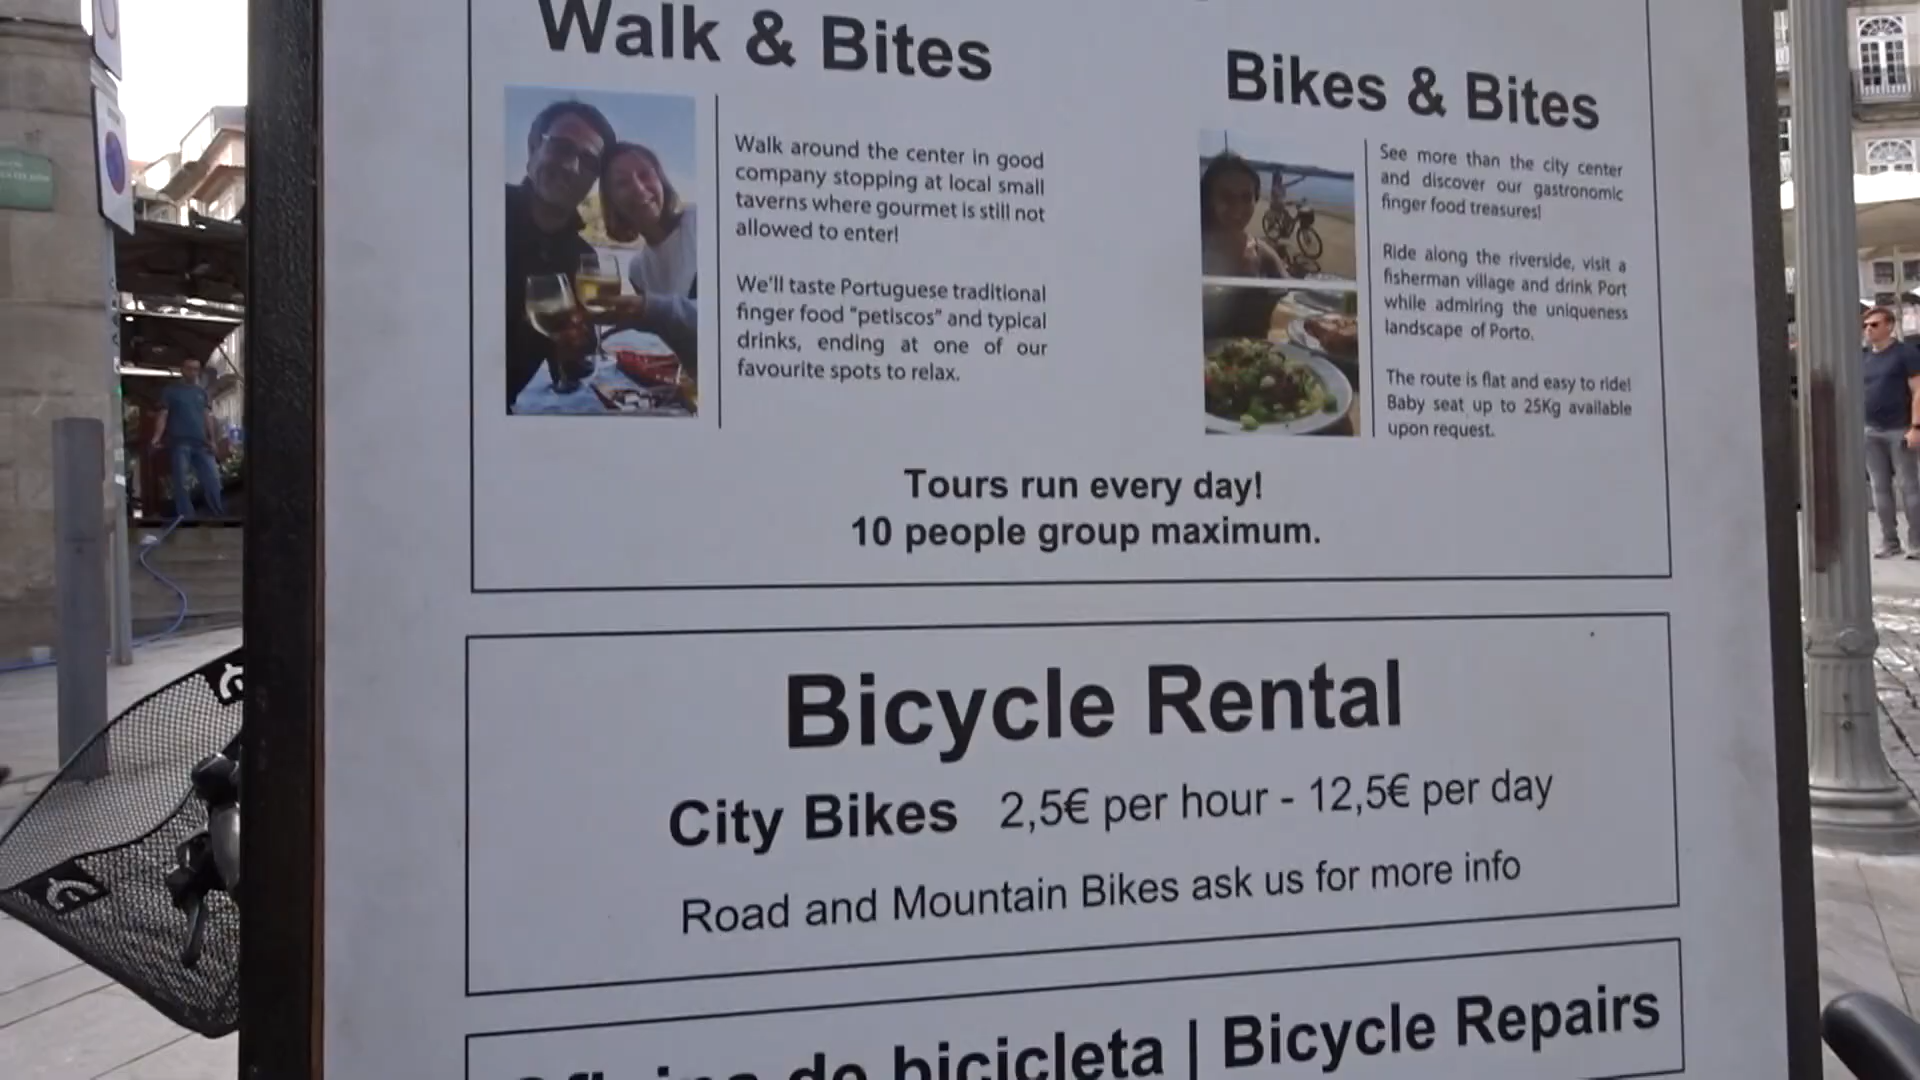 Walk & Bites
Walk around the center in good
company stopping at local small
taverns where gourmet is still not
allowed to enter!
We'll taste Portuguese traditional
finger food "petiscos" and typical
drinks, ending at one of our
favourite spots to relax.
Bikes & Bites
See more than the city center
and discover our gastronomic
finger food treasures!
Ride along the riverside, visit a
fisherman village and drink Port
while admiring the uniqueness
landscape of Porto.
The route is flat and easy to ride!
Baby seat up to 25Kg available
upon request.
Tours run every day!
10 people group maximum.
Bicycle Rental
City Bikes 2,5€ per hour - 12,5€ per day
Road and Mountain Bikes ask us for more info
Oficina de bicicleta | Bicycle Repairs